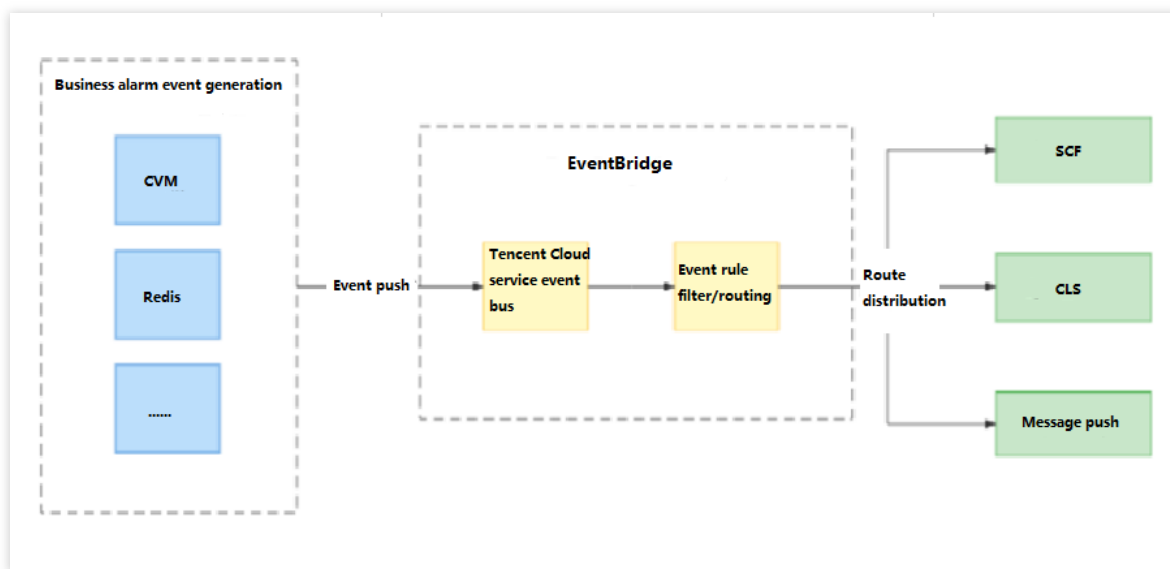 Business alarm event generation
CVM
Redis
......
Event push
EventBridge
Tencent Cloud
service event
bus
Event rule
filter/routing
Route
distribution
SCF
CLS
Message push